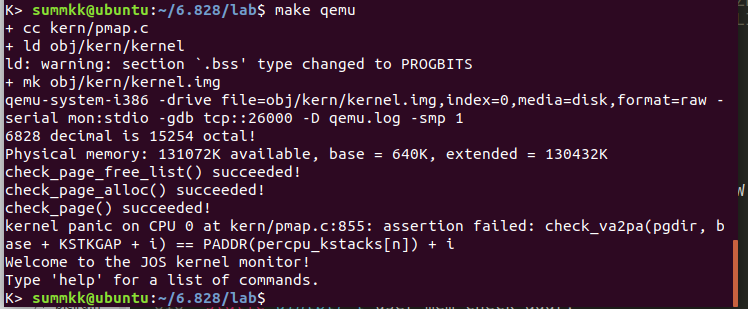 K> summkk@ubuntu:~/6.828/lab$ make qemu
+ cc kern/pmap.c
+ ld obj/kern/kernel
ld: warning: section `.bss' type changed to PROGBITS
+ mk obj/kern/kernel.img
qemu-system-i386 -drive file=obj/kern/kernel.img,index=0,media=disk,format=raw -
serial mon:stdio -gdb tcp::26000 -D qemu.log -smp 1
6828 decimal is 15254 octal!
Physical memory: 131072K available, base = 640K, extended = 130432K
check_page_free_list() succeeded!
check_page_alloc() succeeded!
check_page() succeeded!
kernel panic on CPU 0 at kern/pmap.c:855: assertion failed: check_va2pa(pgdir, b
ase + KSTKGAP + i) == PADDR(percpu_kstacks[n]) + i
Welcome to the JOS kernel monitor!
Type 'help' for a list of commands.
K> summkk@ubuntu:~/6.828/lab$